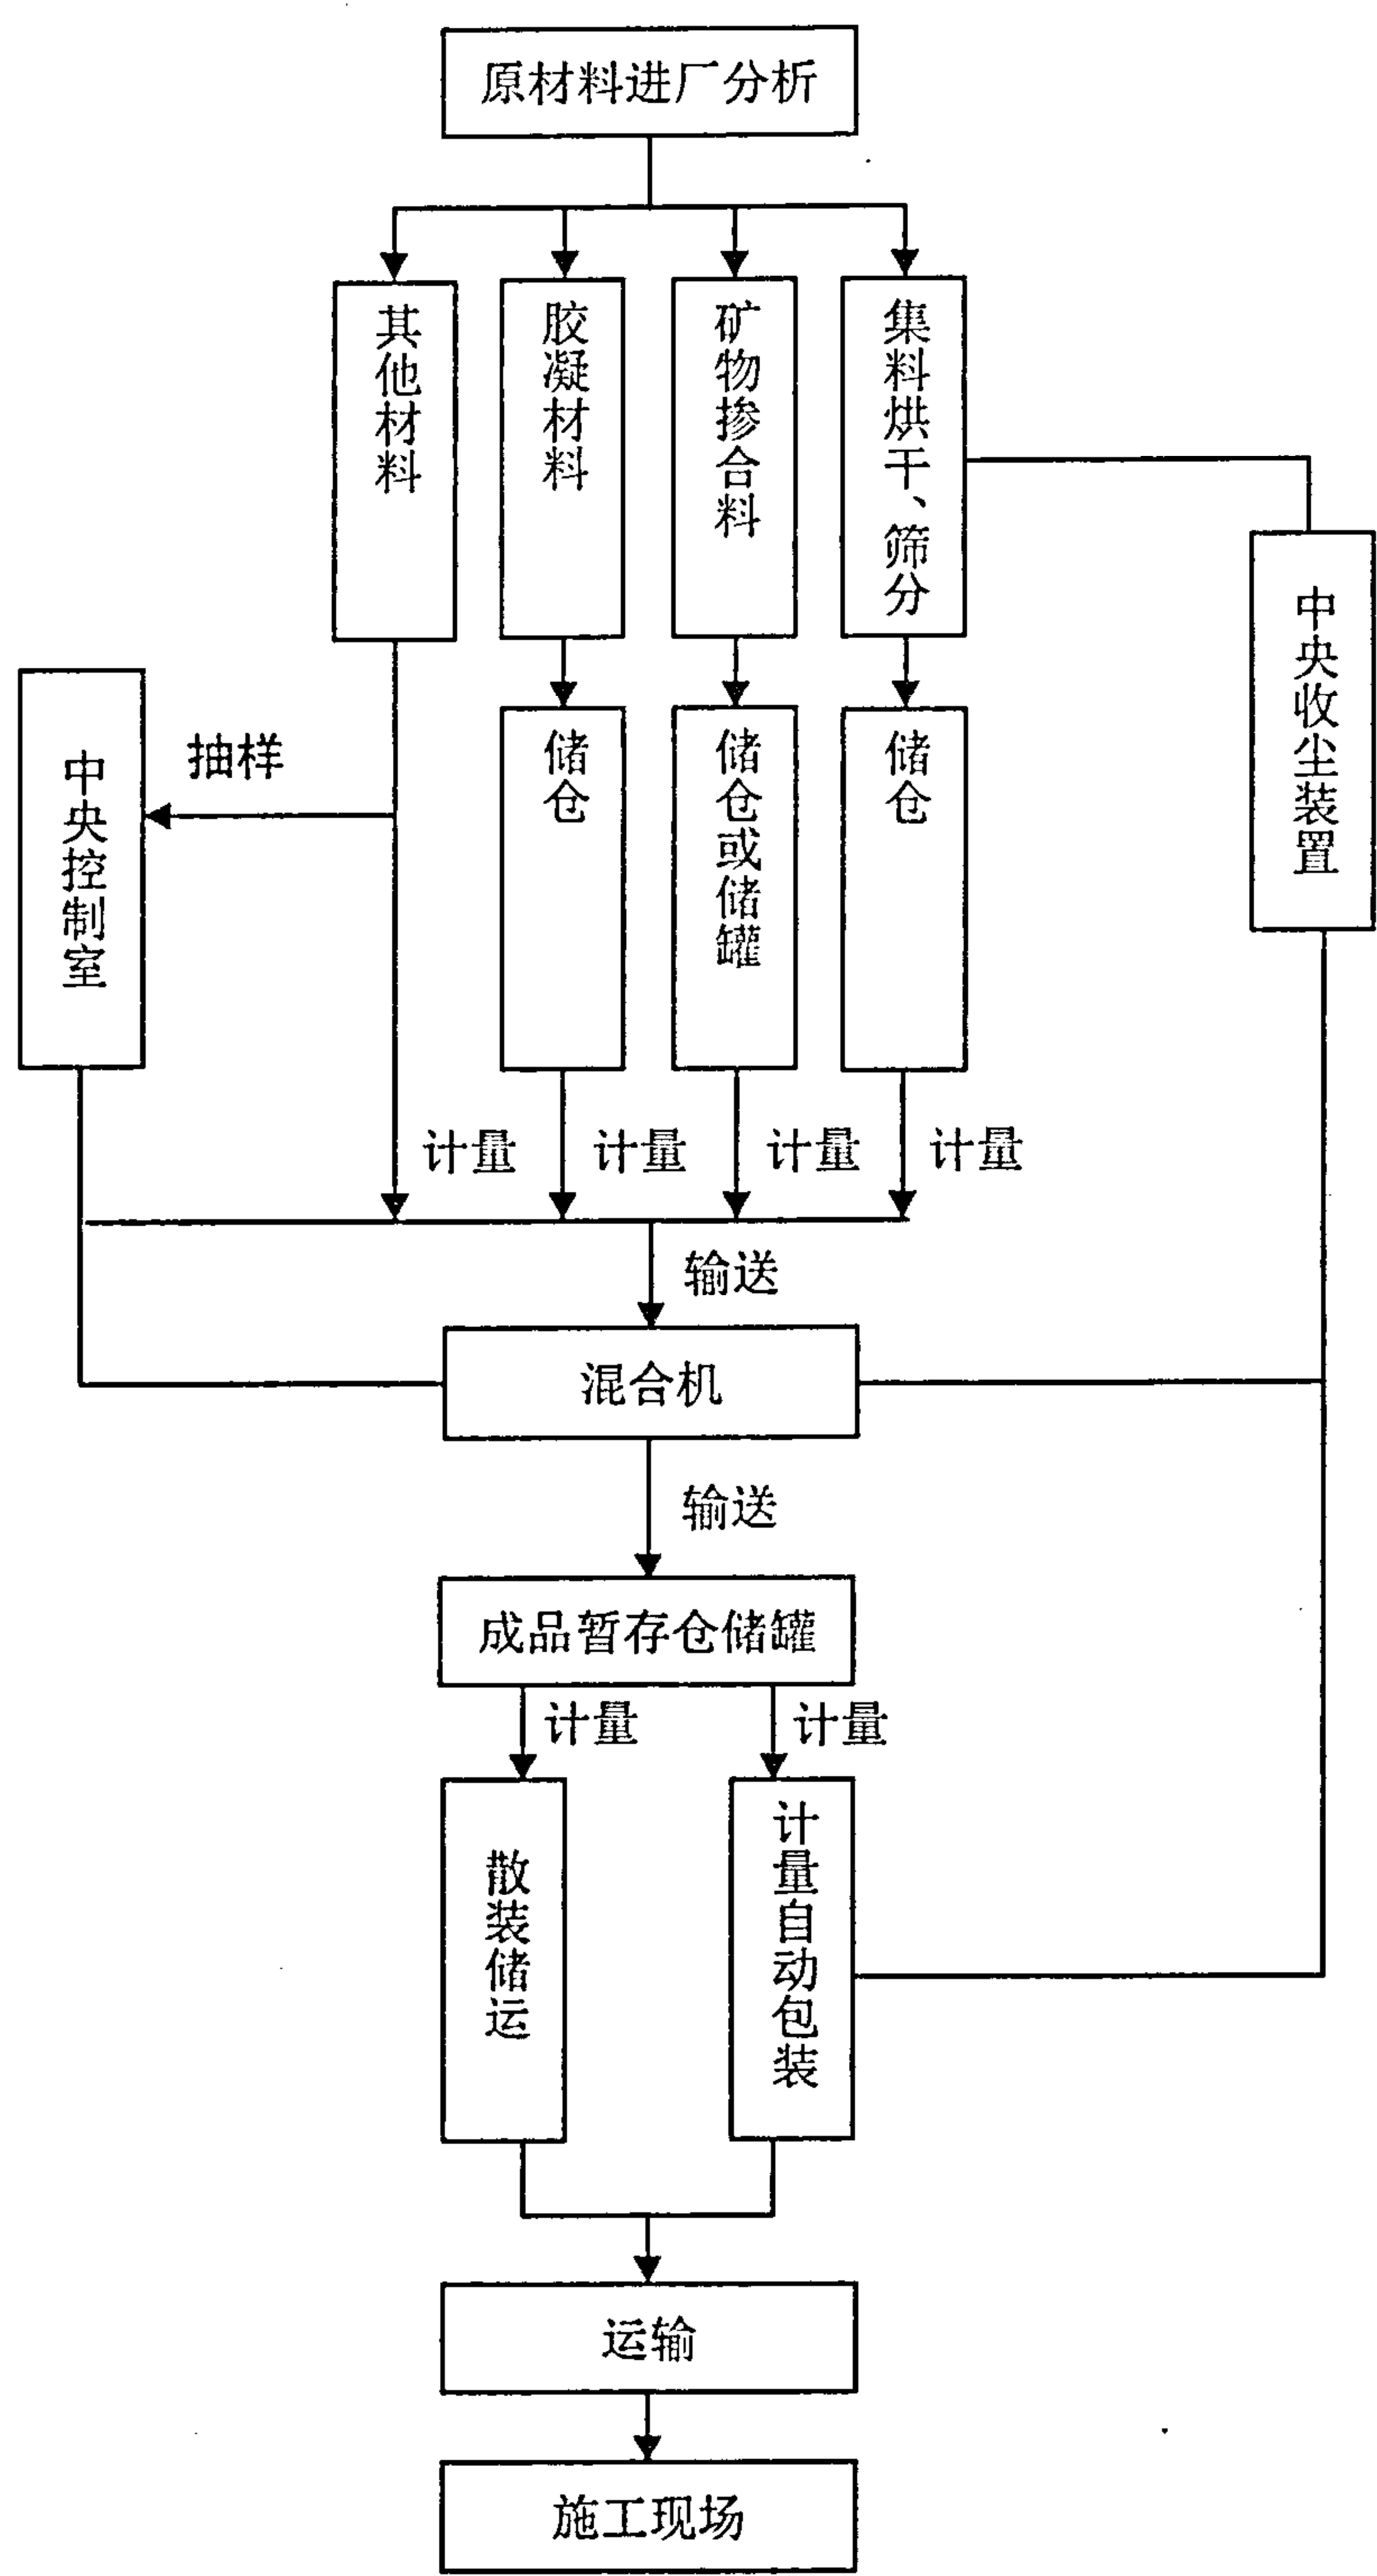 原材料进厂分析
其他材料
胶凝材料
矿物掺合料
集料烘干、筛分
中央收尘装置
中央控制室
抽样
储仓
储仓或储罐
储仓
计量
计量
计量
计量
输送
混合机
输送
成品暂存仓储罐
计量
计量
散装储运
计量自动包装
运输
施工现场